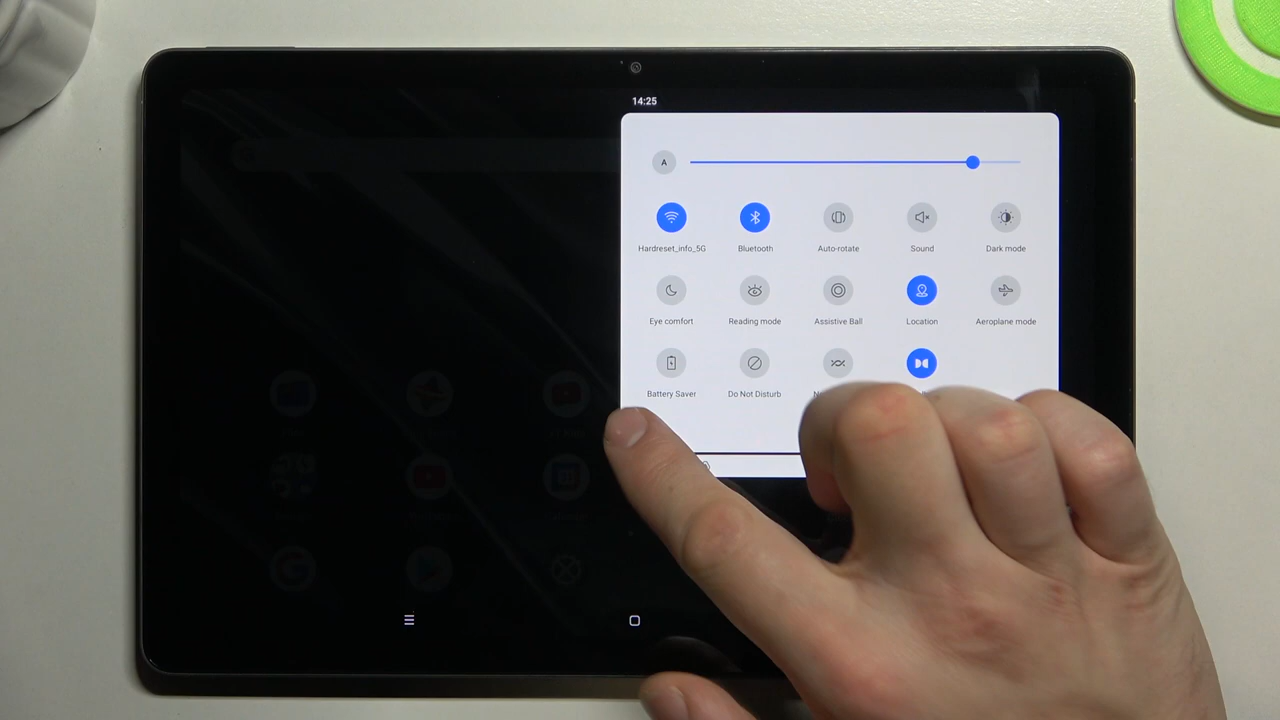 14:25
A
Hardreset_info_5G Bluetooth Auto-rotate Sound Dark mode
Eye comfort Reading mode Assistive Ball Location Aeroplane mode
Battery Saver Do Not Disturb